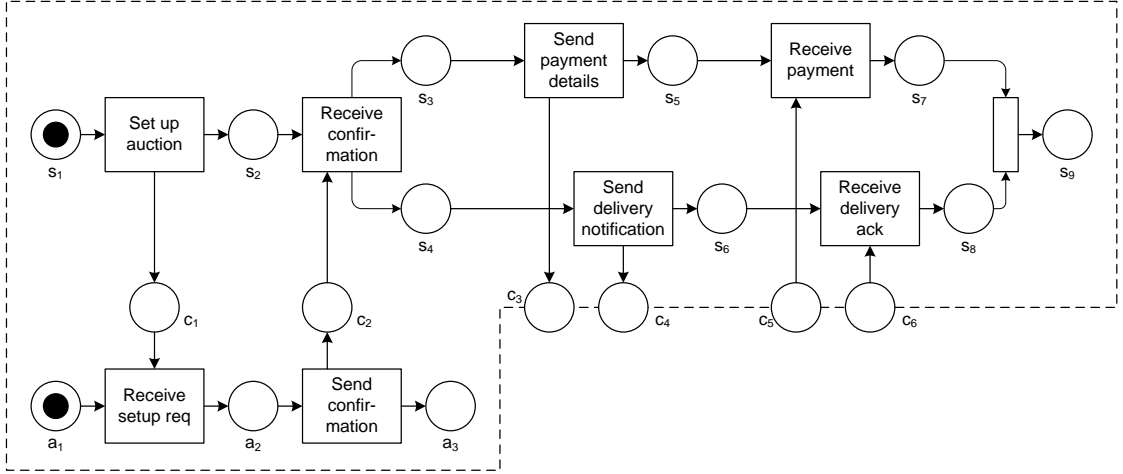 Send
payment
details
Receive
payment
s3
s5
s7
Set up
auction
Receive
confir-
mation
s1
s2
s9
Send
delivery
notification
Receive
delivery
ack
s4
s6
s8
c1
c2
c3
c4
c5
c6
Receive
setup req
Send
confir-
mation
a1
a2
a3